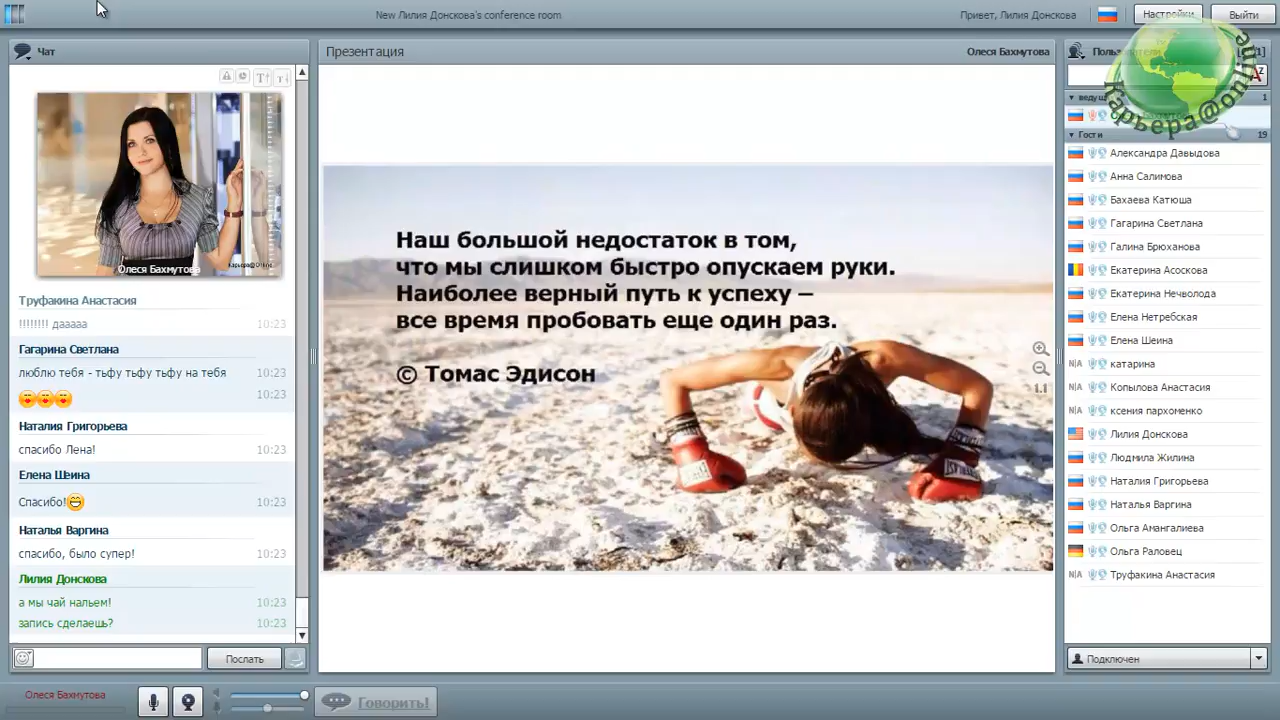 New Лилия Донскова's conference room
Привет, Лилия Донскова
Настройки
Выйти
Чат
Олеся Бахмутова
Карьера@Online
Труфакина Анастасия
!!!!!!!! дааааа 10:23
Гагарина Светлана
люблю тебя - тьфу тьфу тьфу на тебя 10:23
10:23
Наталия Григорьева
спасибо Лена! 10:23
Елена Шеина
Спасибо! 10:23
Наталья Варгина
спасибо, было супер! 10:23
Лилия Донскова
а мы чай нальем! 10:23
запись сделаешь? 10:23
Послать
Презентация
Олеся Бахмутова
Наш большой недостаток в том,
что мы слишком быстро опускаем руки.
Наиболее верный путь к успеху –
все время пробовать еще один раз.
© Томас Эдисон
1:1
Карьера@online
Гости 19
Александра Давыдова
Анна Салимова
Бахаева Катюша
Гагарина Светлана
Галина Брюханова
Екатерина Асоскова
Екатерина Нечволода
Елена Нетребская
Елена Шеина
N/A катарина
N/A Копылова Анастасия
N/A ксения пархоменко
Лилия Донскова
Людмила Жилина
Наталия Григорьева
Наталья Варгина
Ольга Амангалиева
Ольга Раловец
N/A Труфакина Анастасия
Подключен
Олеся Бахмутова
Говорить!